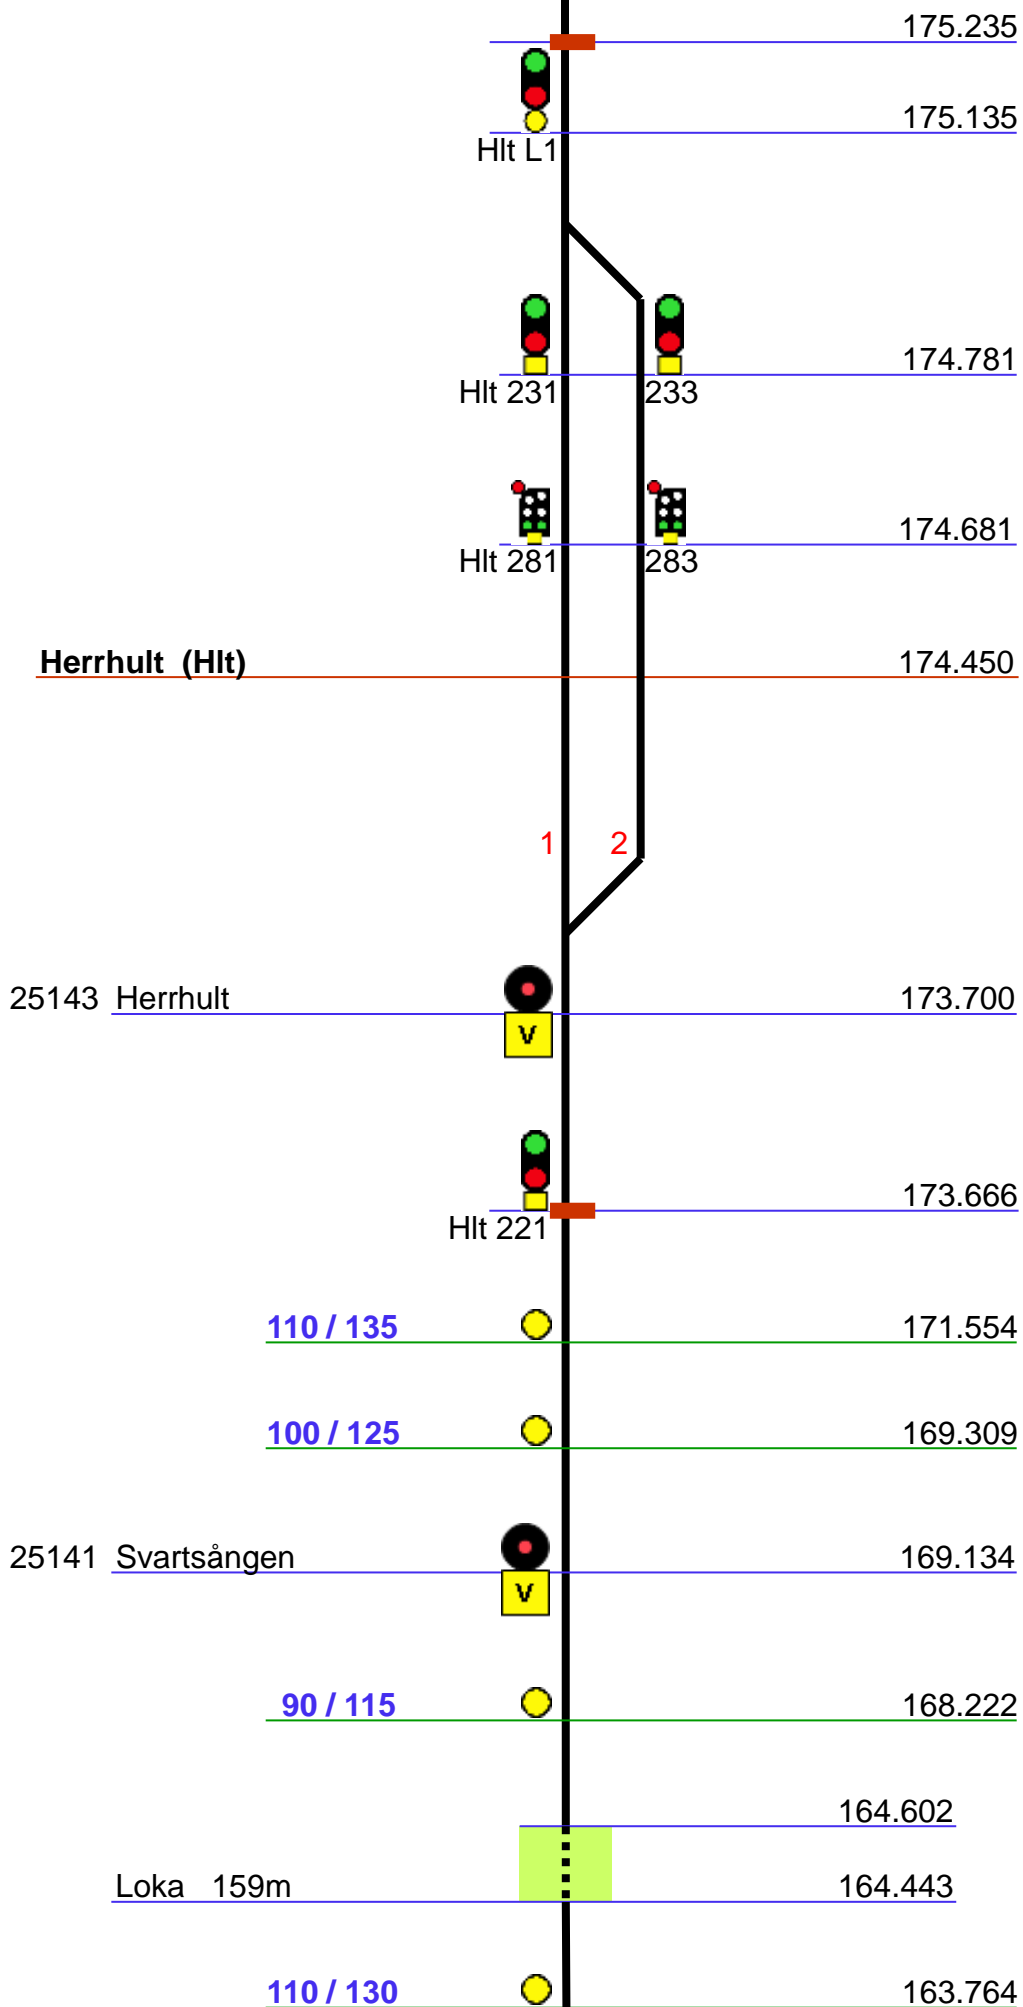 175.235
175.135
Hlt L1
174.781
Hlt 231 233
174.681
Hlt 281 283
Herrhult (Hlt) 174.450
1 2
25143 Herrhult 173.700
V
173.666
Hlt 221
110 / 135 171.554
100 / 125 169.309
25141 Svartsången 169.134
V
90 / 115 168.222
164.602
Loka 159m 164.443
110 / 130 163.764